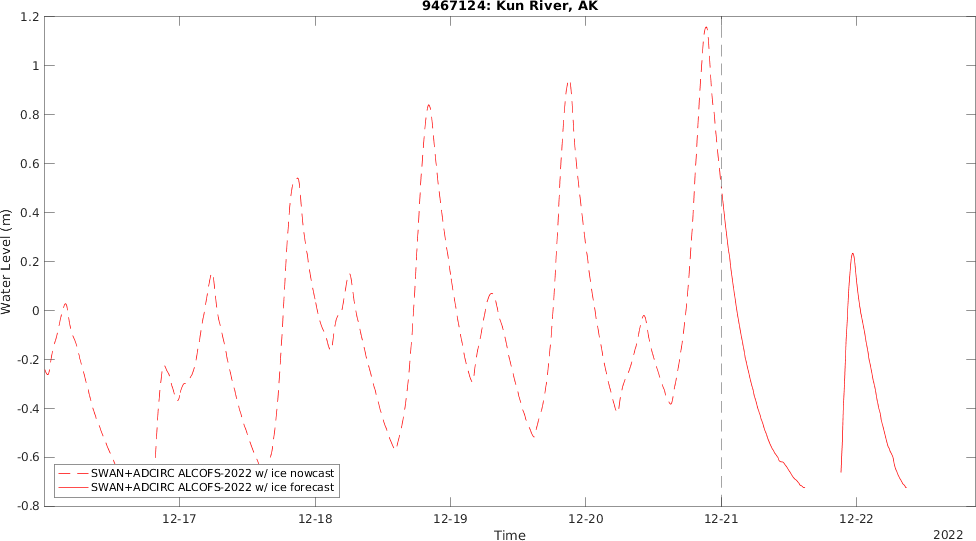 9467124: Kun River, AK
1.2
1
0.8
0.6
0.4
0.2
0
-0.2
-0.4
-0.6
-0.8
Water Level (m)
SWAN+ADCIRC ALCOFS-2022 w/ ice nowcast
SWAN+ADCIRC ALCOFS-2022 w/ ice forecast
12-17 12-18 12-19 12-20 12-21 12-22
Time
2022